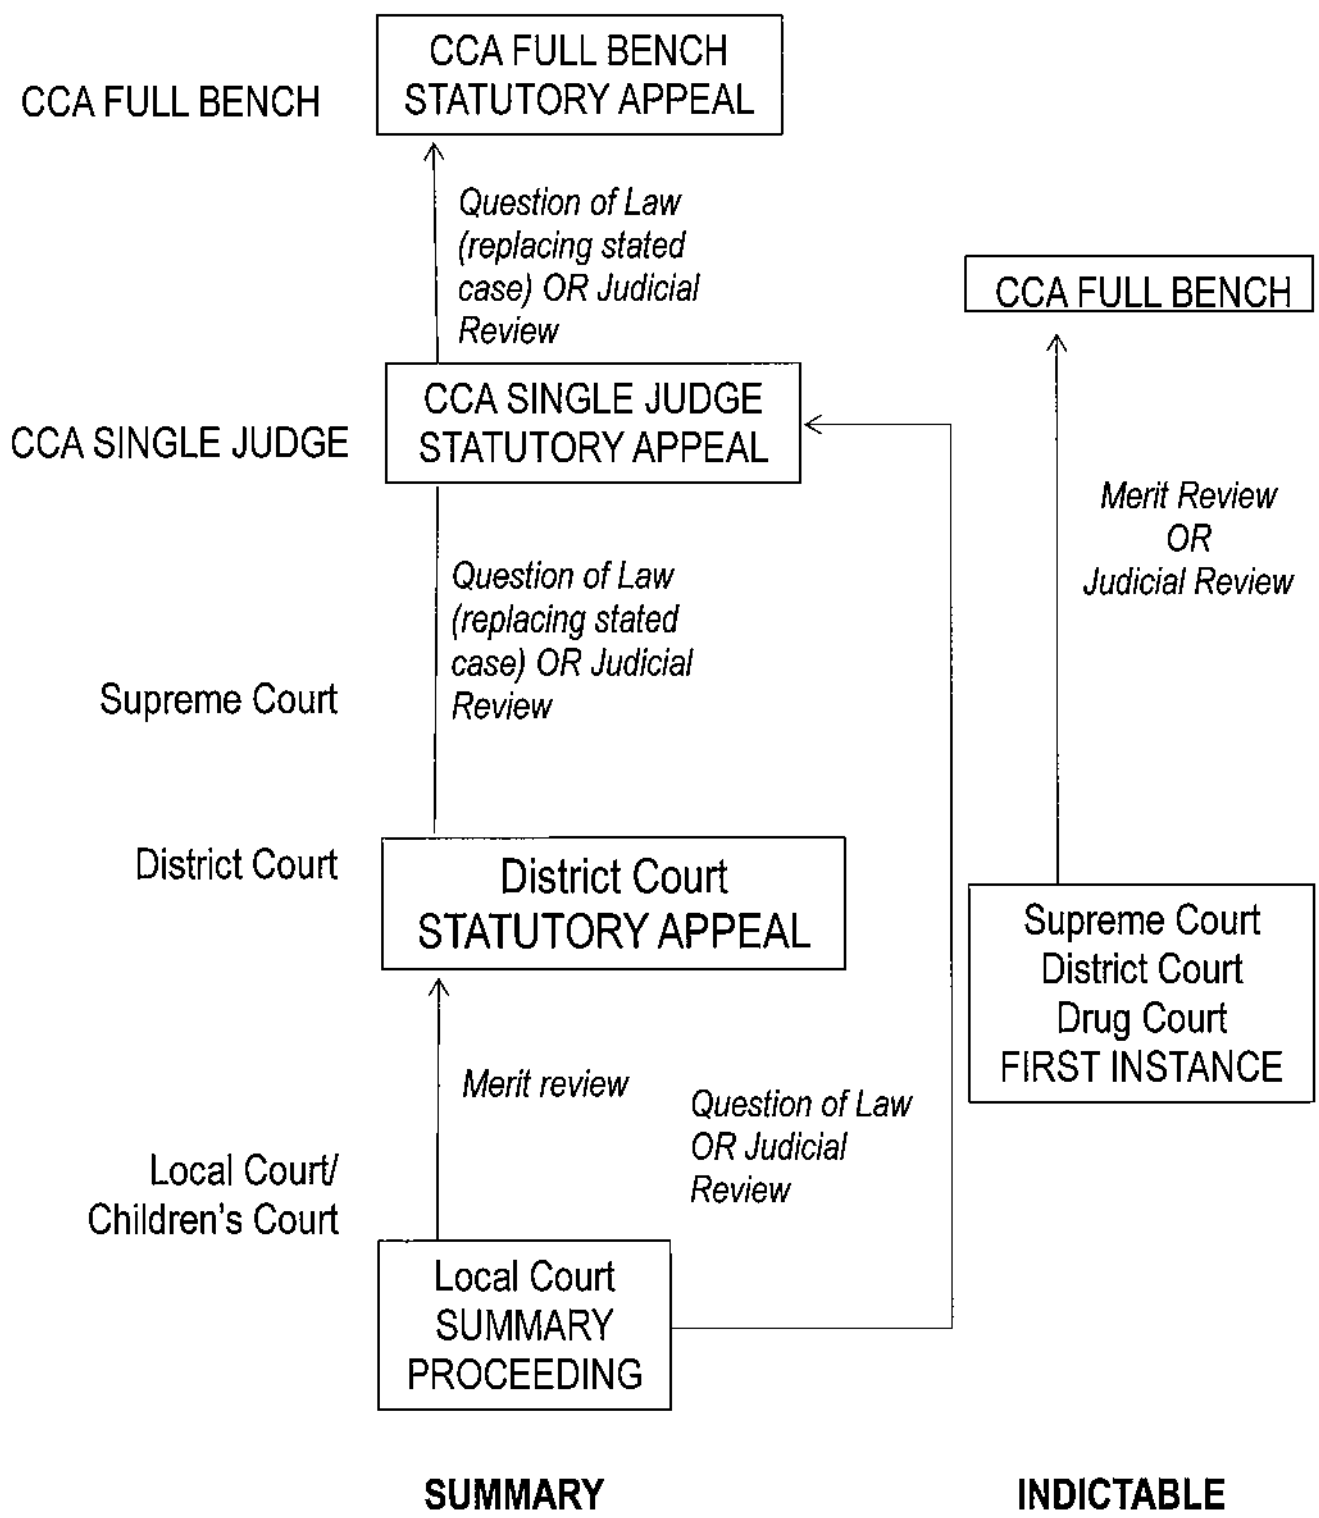 CCA FULL BENCH
STATUTORY APPEAL
CCA FULL BENCH
Question of Law
(replacing stated
case) OR Judicial
Review
CCA FULL BENCH
CCA SINGLE JUDGE
STATUTORY APPEAL
CCA SINGLE JUDGE
Merit Review
OR
Judicial Review
Question of Law
(replacing stated
case) OR Judicial
Review
Supreme Court
District Court
District Court
STATUTORY APPEAL
Supreme Court
District Court
Drug Court
FIRST INSTANCE
Merit review
Question of Law
OR Judicial
Review
Local Court/
Children's Court
Local Court
SUMMARY
PROCEEDING
SUMMARY
INDICTABLE